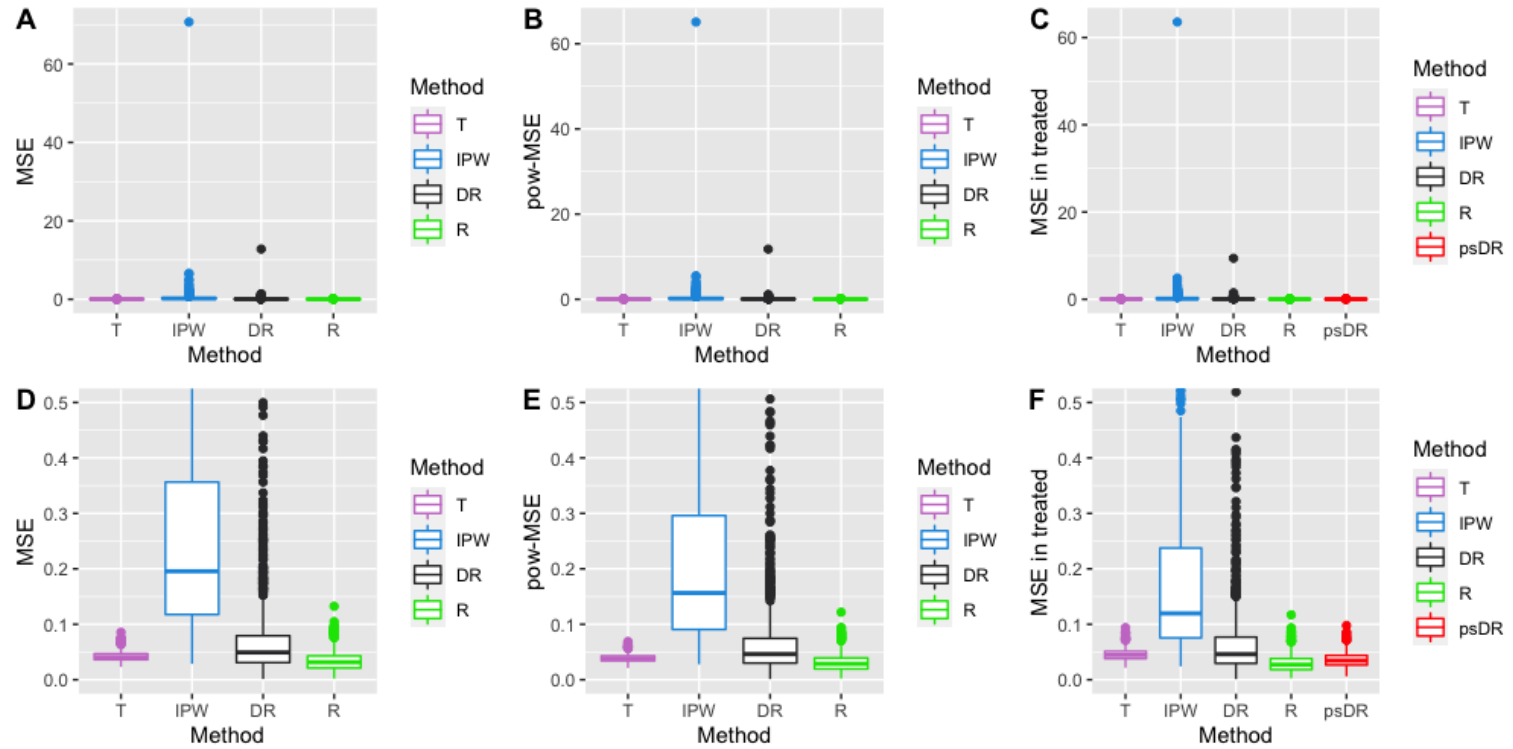 A
MSE
60
40
20
0
T IPW DR R
Method
Method
T
IPW
DR
R
B
pow-MSE
60
40
20
0
T IPW DR R
Method
Method
T
IPW
DR
R
C
MSE in treated
60
40
20
0
T IPW DR R psDR
Method
Method
T
IPW
DR
R
psDR
D
MSE
0.5
0.4
0.3
0.2
0.1
0.0
T IPW DR R
Method
Method
T
IPW
DR
R
E
pow-MSE
0.5
0.4
0.3
0.2
0.1
0.0
T IPW DR R
Method
Method
T
IPW
DR
R
F
MSE in treated
0.5
0.4
0.3
0.2
0.1
0.0
T IPW DR R psDR
Method
Method
T
IPW
DR
R
psDR